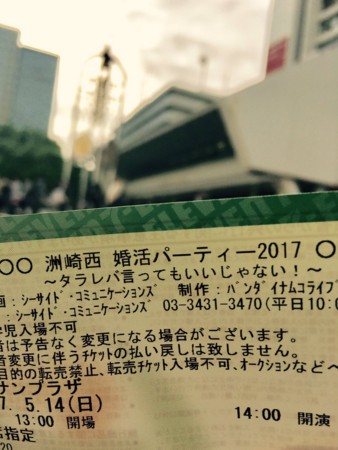 〇〇 洲崎西 婚活パーティー2017 〇
～タラレバ言ってもいいじゃない！～
画：シーサイド・コミュニケーションズ 制作：バンダイナムコライブ
：シーサイド・コミュニケーションズ 03-3431-3470(平日10:0
学児入場不可
者は予告なく変更になる場合がございます。
者変更に伴うチケットの払い戻しは致しません。
目的の転売禁止、転売チケット入場不可、オークションなど～
サンプラザ
7. 5.14(日)
13:00 開場 14:00 開演
席指定